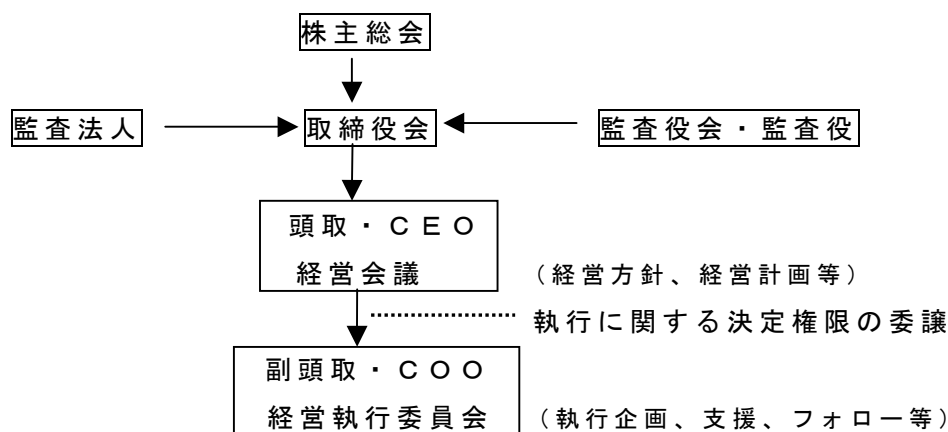 株主総会
監査法人
取締役会
監査役会・監査役
頭取・CEO
経営会議
(経営方針、経営計画等)
執行に関する決定権限の委譲
副頭取・COO
経営執行委員会
(執行企画、支援、フォロー等)